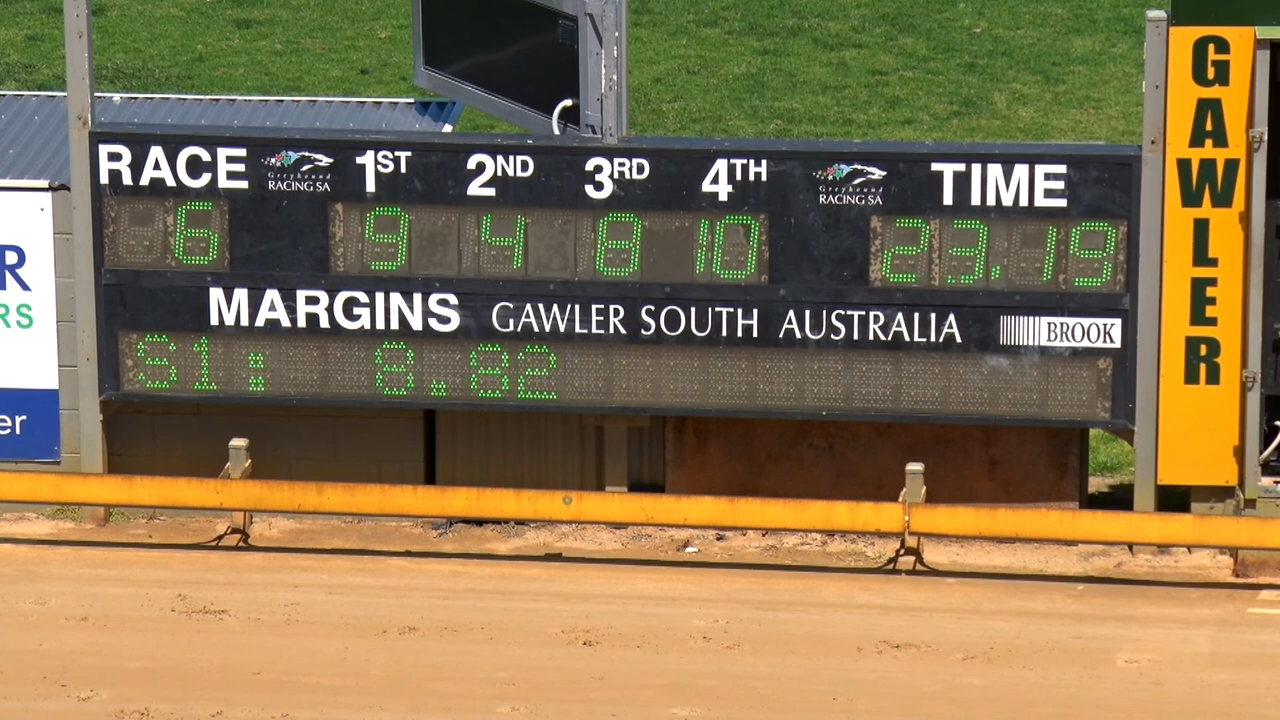 RACE Greyhound RACING SA 1ST 2ND 3RD 4TH Greyhound RACING SA TIME
6 9 4 8 10 23.19
MARGINS GAWLER SOUTH AUSTRALIA BROOK
S1: 8.82
GAWLER
R
RS
er